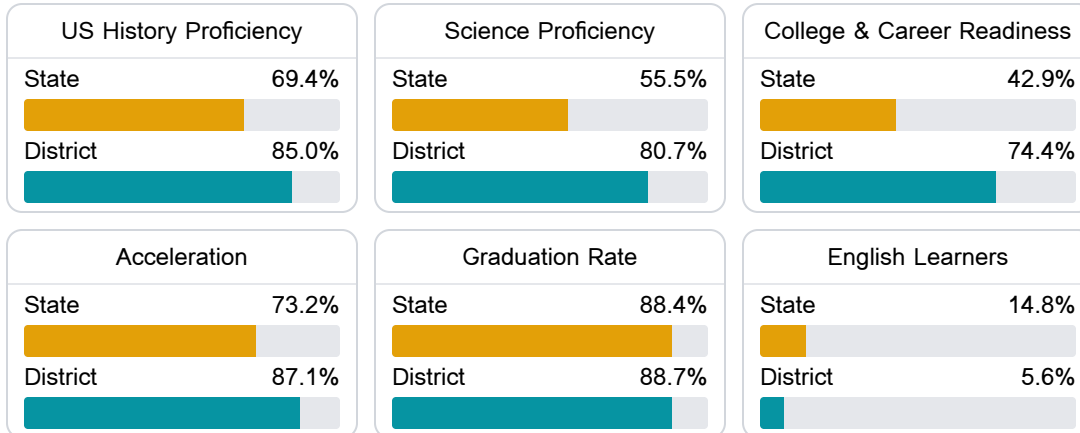 US History Proficiency
State 69.4%
District 85.0%
Science Proficiency
State 55.5%
District 80.7%
College & Career Readiness
State 42.9%
District 74.4%
Acceleration
State 73.2%
District 87.1%
Graduation Rate
State 88.4%
District 88.7%
English Learners
State 14.8%
District 5.6%